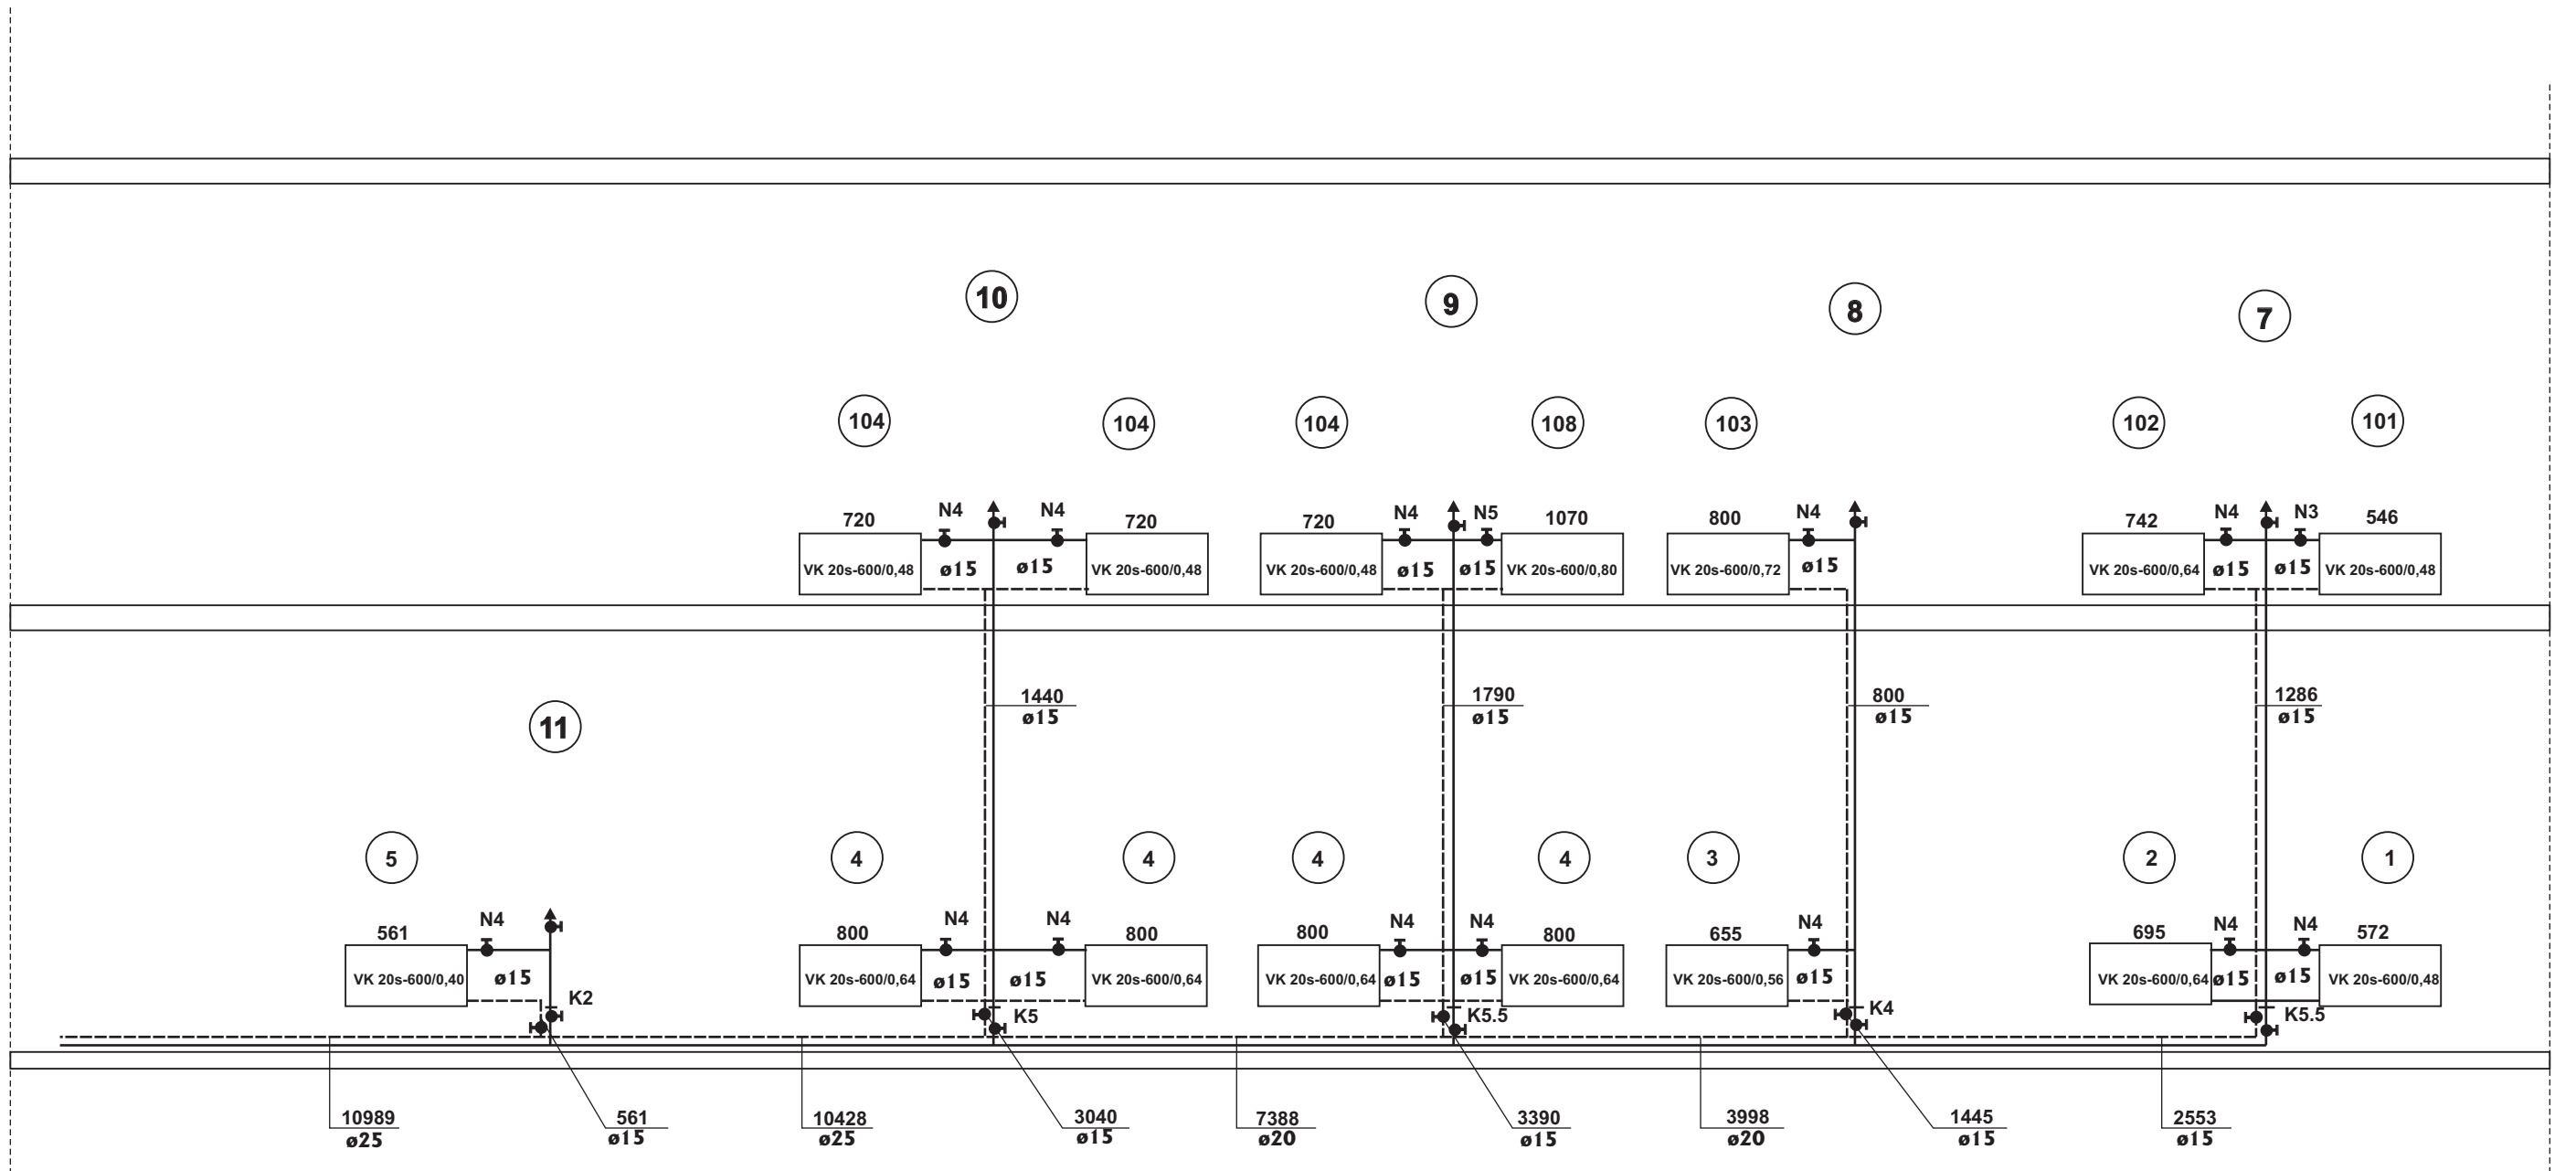 10 9 8 7
104 104 104 108 103 102 101
720 N4 N4 720 720 N4 N5 1070 800 N4 742 N4 N3 546
VK 20s-600/0,48 ø15 ø15 VK 20s-600/0,48 VK 20s-600/0,48 ø15 ø15 VK 20s-600/0,80 VK 20s-600/0,72 ø15 VK 20s-600/0,64 ø15 ø15 VK 20s-600/0,48
1440 1790 800 1286
ø15 ø15 ø15 ø15
11
5 4 4 4 4 3 2 1
561 N4 800 N4 N4 800 800 N4 N4 800 655 N4 695 N4 N4 572
VK 20s-600/0,40 ø15 VK 20s-600/0,64 ø15 ø15 VK 20s-600/0,64 VK 20s-600/0,64 ø15 ø15 VK 20s-600/0,64 VK 20s-600/0,56 ø15 VK 20s-600/0,64 ø15 ø15 VK 20s-600/0,48
K2 K5 K5.5 K4 K5.5
10989 561 10428 3040 7388 3390 3998 1445 2553
ø25 ø15 ø25 ø15 ø20 ø15 ø20 ø15 ø15